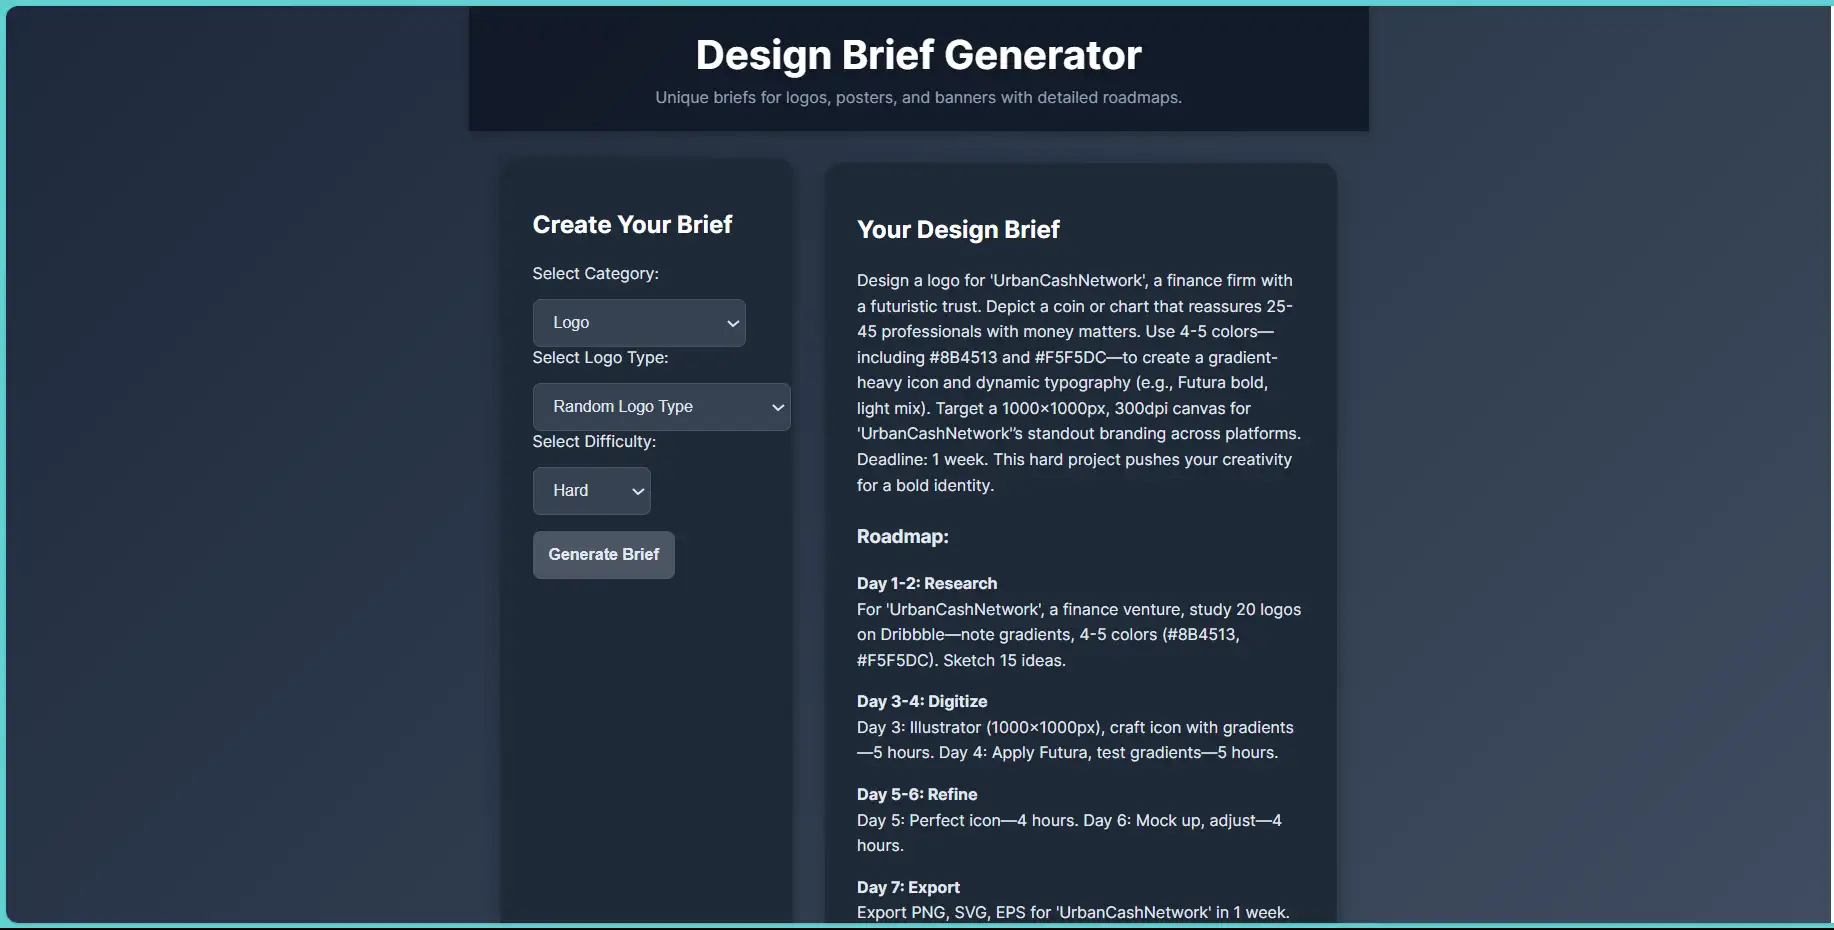 Design Brief Generator
Unique briefs for logos, posters, and banners with detailed roadmaps.
Create Your Brief
Select Category:
Logo
Select Logo Type:
Random Logo Type
Select Difficulty:
Hard
Generate Brief
Your Design Brief
Design a logo for 'UrbanCashNetwork', a finance firm with
a futuristic trust. Depict a coin or chart that reassures 25-
45 professionals with money matters. Use 4-5 colors—
including #8B4513 and #F5F5DC—to create a gradient-
heavy icon and dynamic typography (e.g., Futura bold,
light mix). Target a 1000×1000px, 300dpi canvas for
'UrbanCashNetwork''s standout branding across platforms.
Deadline: 1 week. This hard project pushes your creativity
for a bold identity.
Roadmap:
Day 1-2: Research
For 'UrbanCashNetwork', a finance venture, study 20 logos
on Dribbble—note gradients, 4-5 colors (#8B4513,
#F5F5DC). Sketch 15 ideas.
Day 3-4: Digitize
Day 3: Illustrator (1000×1000px), craft icon with gradients
—5 hours. Day 4: Apply Futura, test gradients—5 hours.
Day 5-6: Refine
Day 5: Perfect icon—4 hours. Day 6: Mock up, adjust—4
hours.
Day 7: Export
Export PNG, SVG, EPS for 'UrbanCashNetwork' in 1 week.